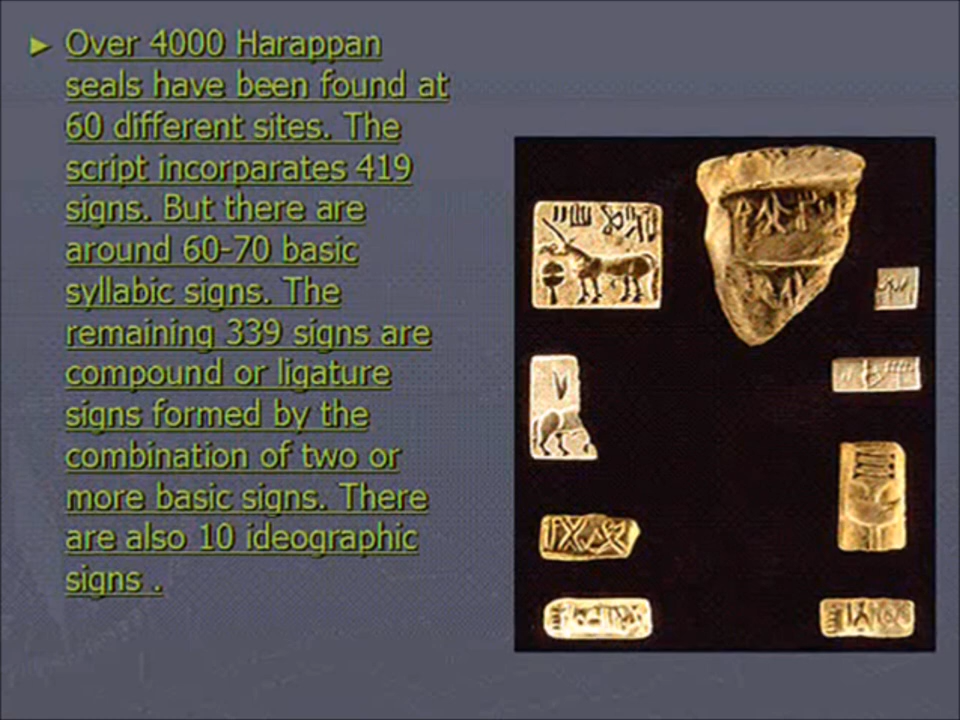 Over 4000 Harappan
seals have been found at
60 different sites. The
script incorparates 419
signs. But there are
around 60-70 basic
syllabic signs. The
remaining 339 signs are
compound or ligature
signs formed by the
combination of two or
more basic signs. There
are also 10 ideographic
signs .